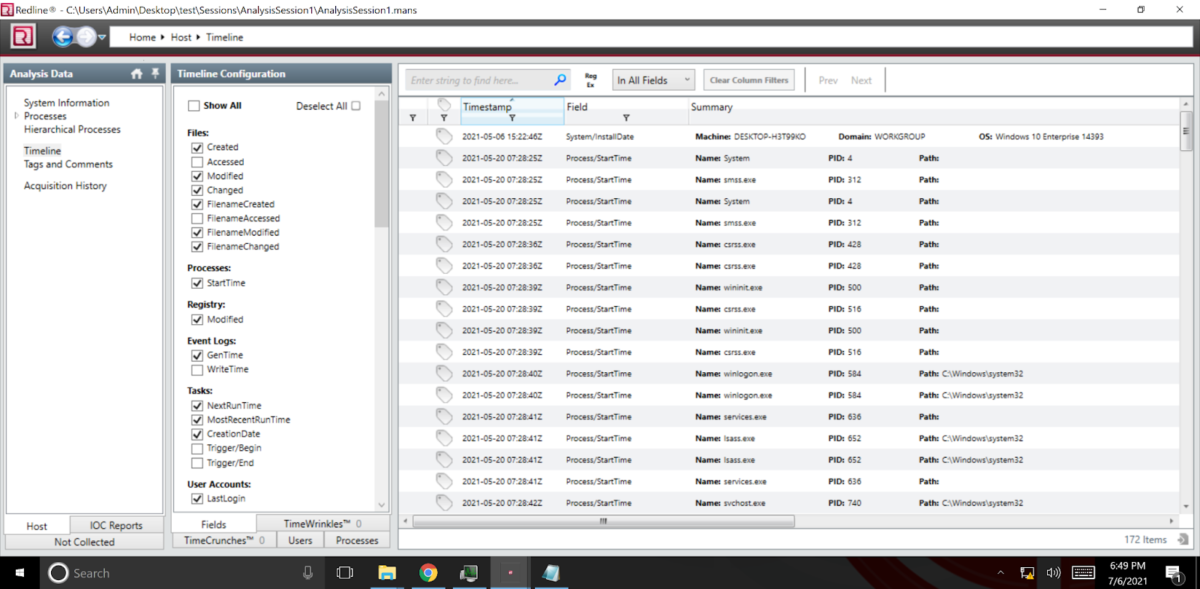 Redline® - C:\Users\Admin\Desktop\test\Sessions\AnalysisSession1\AnalysisSession1.mans
Home Host Timeline
Analysis Data
System Information
Processes
Hierarchical Processes
Timeline
Tags and Comments
Acquisition History
Host IOC Reports
Not Collected
Timeline Configuration
Show All Deselect All
Files:
Created
Accessed
Modified
Changed
FilenameCreated
FilenameAccessed
FilenameModified
FilenameChanged
Processes:
StartTime
Registry:
Modified
Event Logs:
GenTime
WriteTime
Tasks:
NextRunTime
MostRecentRunTime
CreationDate
Trigger/Begin
Trigger/End
User Accounts:
LastLogin
Fields TimeWrinkles™ 0
TimeCrunches™ 0 Users Processes
Enter string to find here... Reg Ex In All Fields Clear Column Filters Prev Next
Timestamp Field Summary
2021-05-06 15:22:46Z System/InstallDate Machine: DESKTOP-H3T99KD Domain: WORKGROUP OS: Windows 10 Enterprise 14393
2021-05-20 07:28:25Z Process/StartTime Name: System PID: 4 Path:
2021-05-20 07:28:25Z Process/StartTime Name: smss.exe PID: 312 Path:
2021-05-20 07:28:25Z Process/StartTime Name: System PID: 4 Path:
2021-05-20 07:28:25Z Process/StartTime Name: smss.exe PID: 312 Path:
2021-05-20 07:28:36Z Process/StartTime Name: csrss.exe PID: 428 Path:
2021-05-20 07:28:36Z Process/StartTime Name: csrss.exe PID: 428 Path:
2021-05-20 07:28:39Z Process/StartTime Name: wininit.exe PID: 500 Path:
2021-05-20 07:28:39Z Process/StartTime Name: csrss.exe PID: 516 Path:
2021-05-20 07:28:39Z Process/StartTime Name: wininit.exe PID: 500 Path:
2021-05-20 07:28:39Z Process/StartTime Name: csrss.exe PID: 516 Path:
2021-05-20 07:28:40Z Process/StartTime Name: winlogon.exe PID: 584 Path: C:\Windows\system32
2021-05-20 07:28:40Z Process/StartTime Name: winlogon.exe PID: 584 Path: C:\Windows\system32
2021-05-20 07:28:41Z Process/StartTime Name: services.exe PID: 636 Path:
2021-05-20 07:28:41Z Process/StartTime Name: lsass.exe PID: 652 Path: C:\Windows\system32
2021-05-20 07:28:41Z Process/StartTime Name: lsass.exe PID: 652 Path: C:\Windows\system32
2021-05-20 07:28:41Z Process/StartTime Name: services.exe PID: 636 Path:
2021-05-20 07:28:42Z Process/StartTime Name: svchost.exe PID: 740 Path: C:\Windows\system32
172 Items
Search
6:49 PM
7/6/2021
1